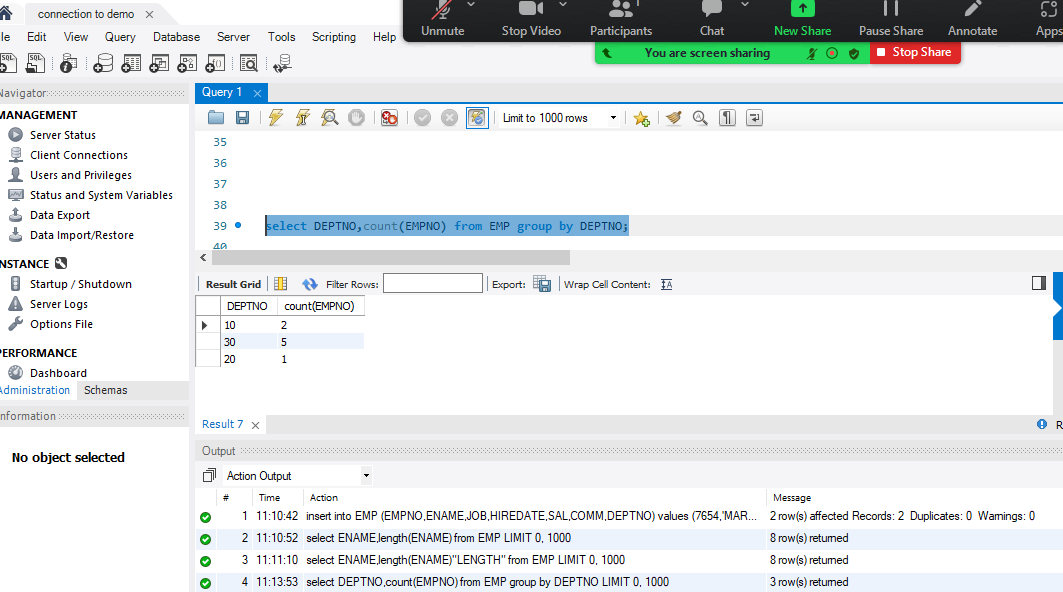 connection to demo
Unmute Stop Video Participants 1 Chat New Share Pause Share Annotate Apps
le Edit View Query Database Server Tools Scripting Help
You are screen sharing Stop Share
Navigator
Query 1
MANAGEMENT
Limit to 1000 rows
Server Status
Client Connections
Users and Privileges
Status and System Variables
Data Export
Data Import/Restore
35
36
37
38
39 select DEPTNO,count(EMPNO) from EMP group by DEPTNO;
40
NSTANCE
Startup / Shutdown
Server Logs
Options File
PERFORMANCE
Dashboard
Administration Schemas
nformation
No object selected
Result Grid Filter Rows: Export: Wrap Cell Content: IA
DEPTNO count(EMPNO)
10 2
30 5
20 1
Result 7 R
Output
Action Output
# Time Action Message
1 11:10:42 insert into EMP (EMPNO,ENAME,JOB,HIREDATE,SAL,COMM,DEPTNO) values (7654,'MAR... 2 row(s) affected Records: 2 Duplicates: 0 Warnings: 0
2 11:10:52 select ENAME,length(ENAME) from EMP LIMIT 0, 1000 8 row(s) returned
3 11:11:10 select ENAME,length(ENAME)"LENGTH" from EMP LIMIT 0, 1000 8 row(s) returned
4 11:13:53 select DEPTNO,count(EMPNO) from EMP group by DEPTNO LIMIT 0, 1000 3 row(s) returned